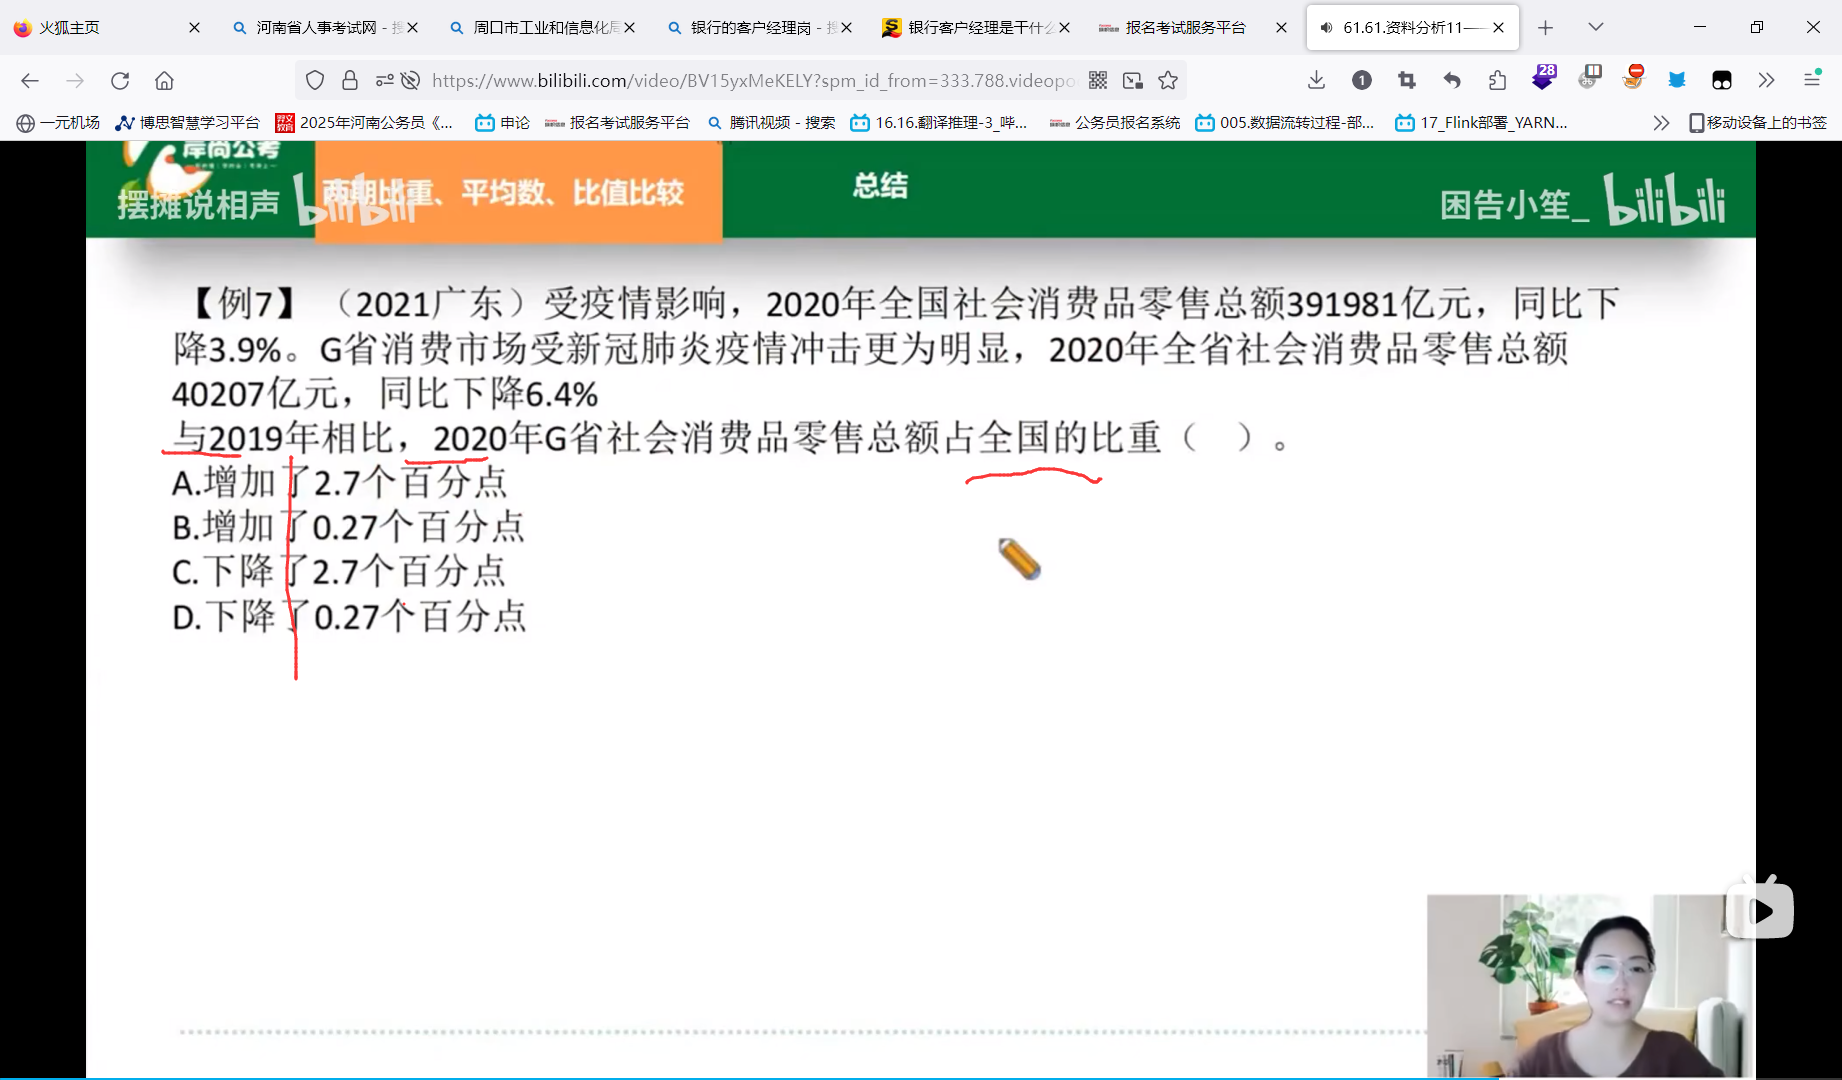 火狐主页
河南省人事考试网 - 搜
周口市工业和信息化局
银行的客户经理岗 - 搜
银行客户经理是干什么
报名考试服务平台
61.61.资料分析11——
https://www.bilibili.com/video/BV15yxMeKELY?spm_id_from=333.788.videopo
1
28
一元机场
博思智慧学习平台
2025年河南公务员《...
申论
报名考试服务平台
腾讯视频 - 搜索
16.16.翻译推理-3_哔...
公务员报名系统
005.数据流转过程-部...
17_Flink部署_YARN...
移动设备上的书签
岸尚公考
摆摊说相声 bilibili
两期比重、平均数、比值比较
总结
困告小笙_ bilibili
【例7】（2021广东）受疫情影响，2020年全国社会消费品零售总额391981亿元，同比下
降3.9%。G省消费市场受新冠肺炎疫情冲击更为明显，2020年全省社会消费品零售总额
40207亿元，同比下降6.4%
与2019年相比，2020年G省社会消费品零售总额占全国的比重（ ）。
A.增加了2.7个百分点
B.增加了0.27个百分点
C.下降了2.7个百分点
D.下降了0.27个百分点